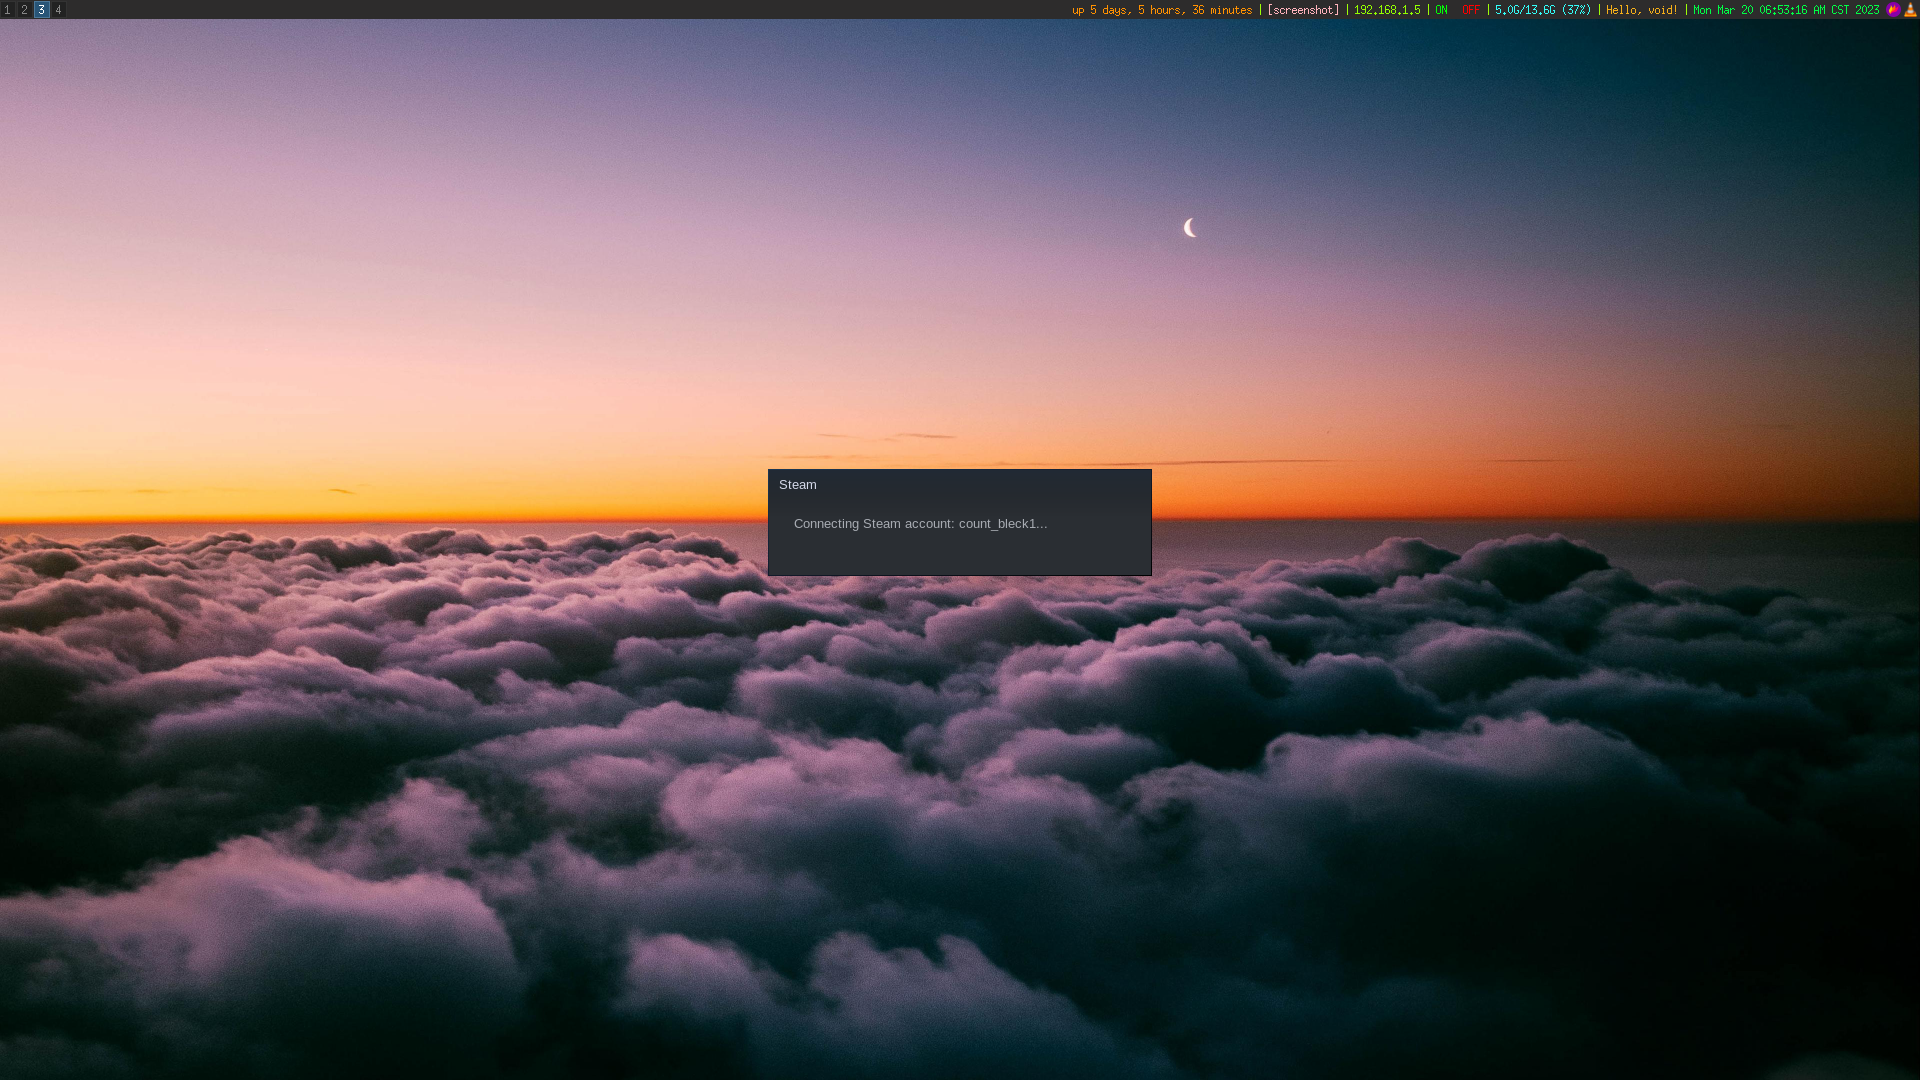 1 2 3 4 up 5 days, 5 hours, 36 minutes | [screenshot] | 192.168.1.5 | ON OFF | 5.0G/13.6G (37%) | Hello, void! | Mon Mar 20 06:53:16 AM CST 2023
Steam
Connecting Steam account: count_bleck1...